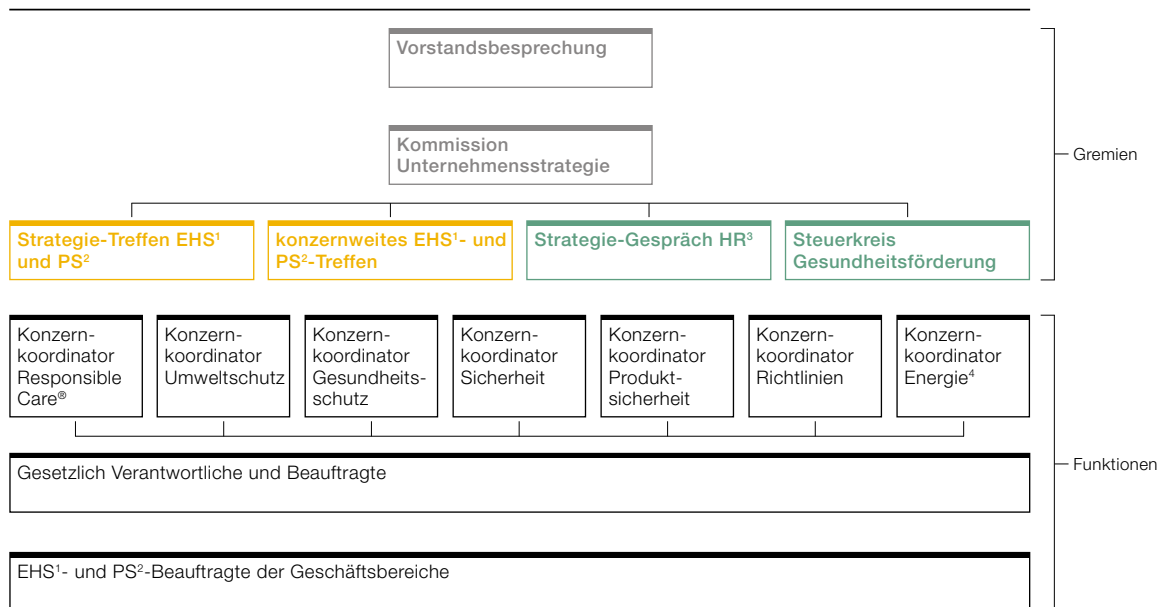 Vorstandsbesprechung
Kommission
Unternehmensstrategie
Gremien
Strategie-Treffen EHS¹
und PS²
konzernweites EHS¹- und
PS²-Treffen
Strategie-Gespräch HR³
Steuerkreis
Gesundheitsförderung
Konzern-
koordinator
Responsible
Care®
Konzern-
koordinator
Umweltschutz
Konzern-
koordinator
Gesundheits-
schutz
Konzern-
koordinator
Sicherheit
Konzern-
koordinator
Produkt-
sicherheit
Konzern-
koordinator
Richtlinien
Konzern-
koordinator
Energie⁴
Gesetzlich Verantwortliche und Beauftragte
Funktionen
EHS¹- und PS²-Beauftragte der Geschäftsbereiche